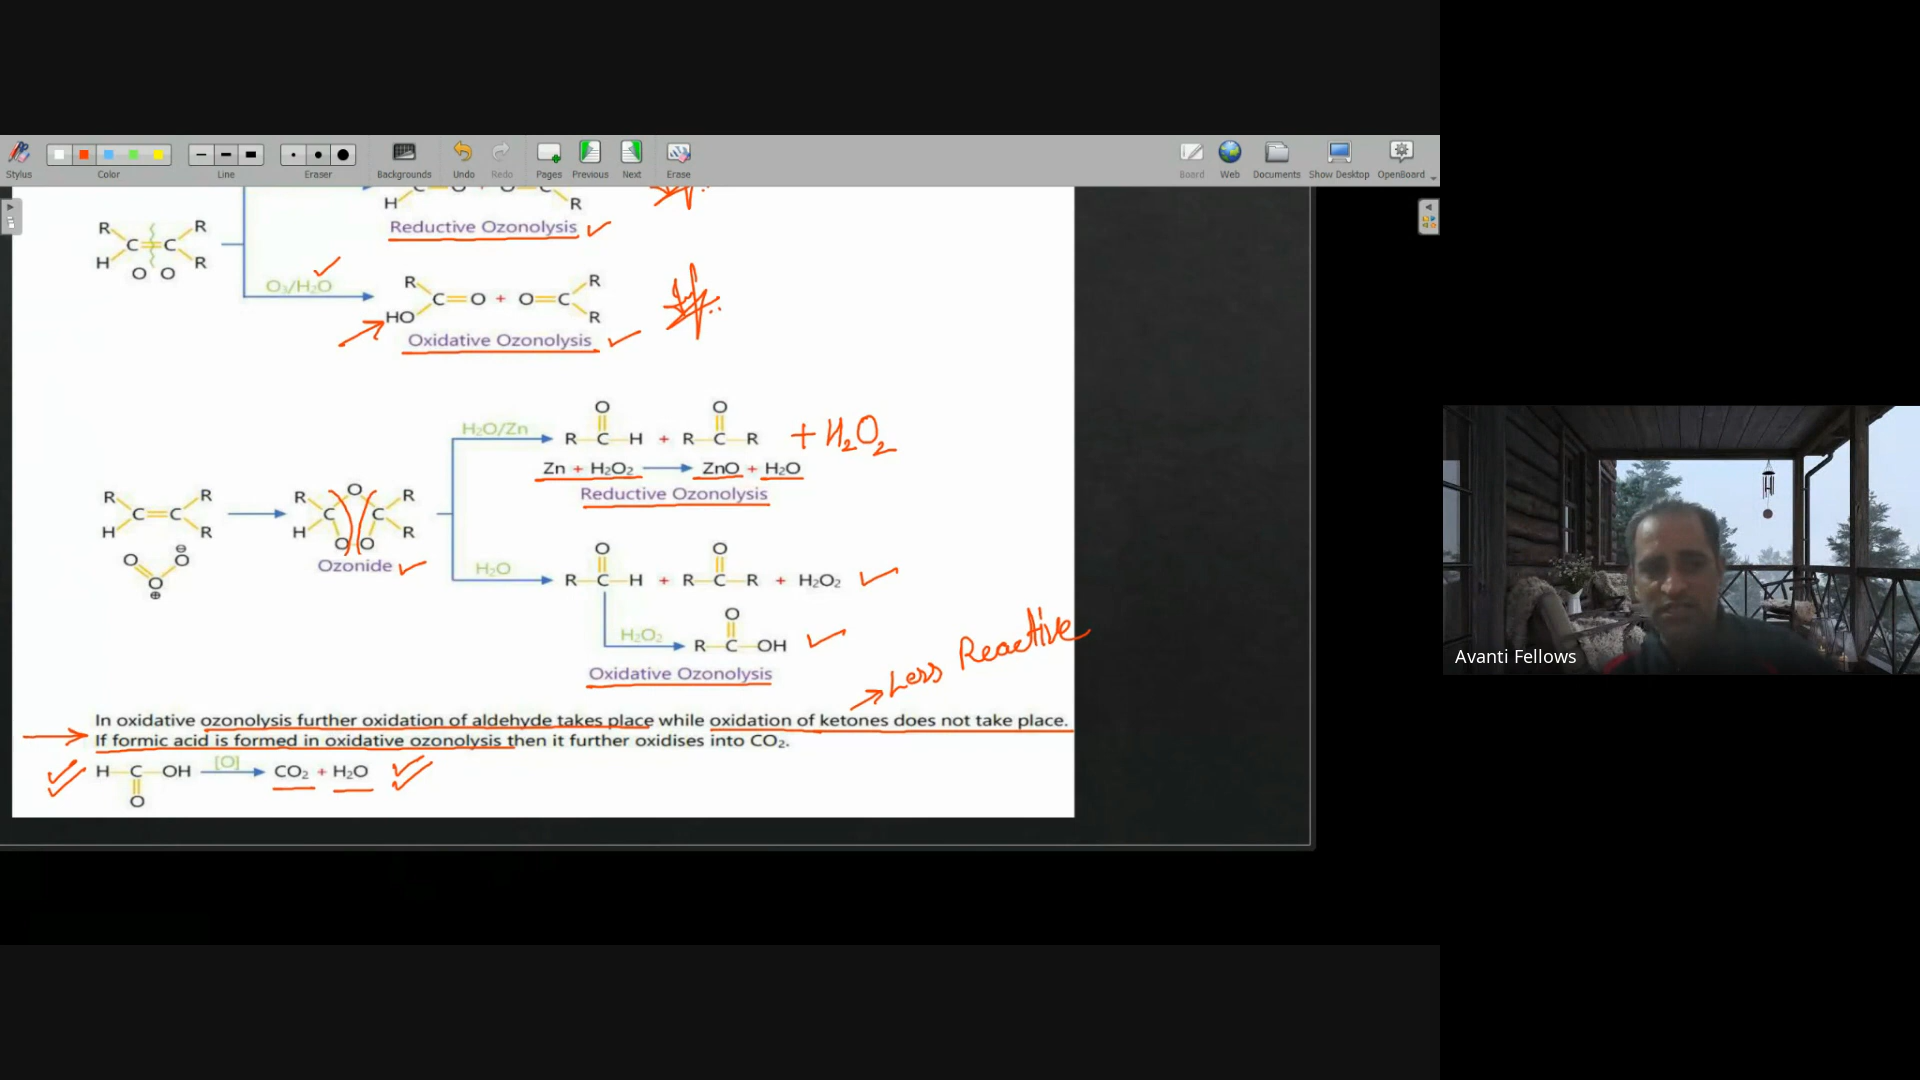 Stylus Color Line Eraser Backgrounds Undo Redo Pages Previous Next Erase Board Web Documents Show Desktop OpenBoard
H C O + O C R
Reductive Ozonolysis
R R
C=C
H R
O O
O₃/H₂O
R R
C=O + O=C
HO R
Oxidative Ozonolysis
H₂O/Zn
O O
R C H + R C R + H₂O₂
Zn + H₂O₂ ZnO + H₂O
Reductive Ozonolysis
R R
C=C
H R
O O ⊖
O
⊕
R O R
C C
H R
O O
Ozonide
H₂O
O O
R C H + R C R + H₂O₂
H₂O₂
O
R C OH
Oxidative Ozonolysis
Less Reactive
In oxidative ozonolysis further oxidation of aldehyde takes place while oxidation of ketones does not take place.
If formic acid is formed in oxidative ozonolysis then it further oxidises into CO₂.
H C OH [O] CO₂ + H₂O
O
Avanti Fellows